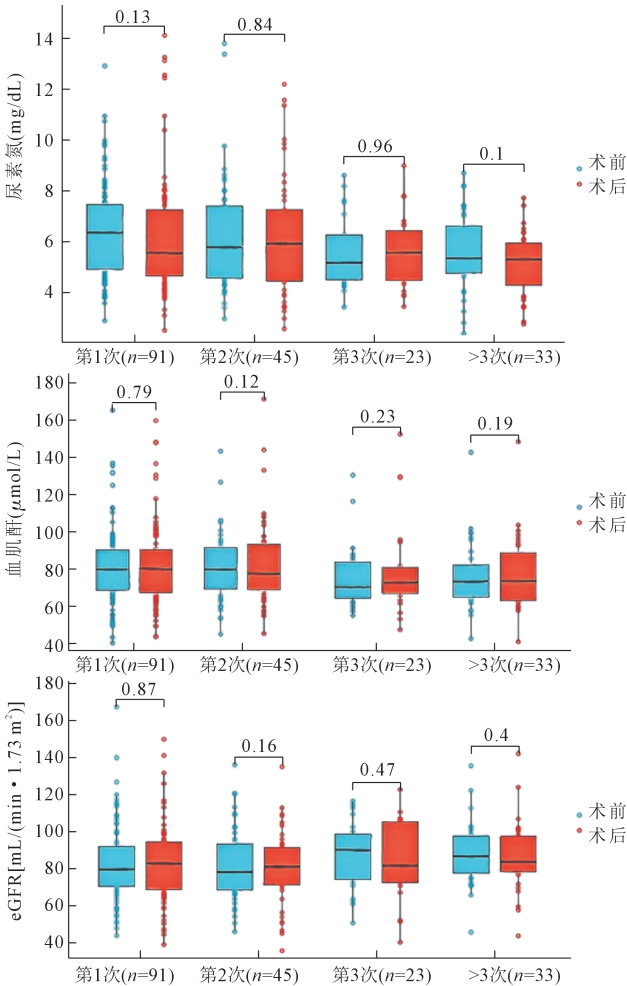 0.13
0.84
0.96
0.1
14
12
10
8
6
4
尿素氮(mg/dL)
术前
术后
第1次(n=91) 第2次(n=45) 第3次(n=23) >3次(n=33)
0.79
0.12
0.23
0.19
180
160
140
120
100
80
60
40
血肌酐(μmol/L)
术前
术后
第1次(n=91) 第2次(n=45) 第3次(n=23) >3次(n=33)
0.87
0.16
0.47
0.4
180
160
140
120
100
80
60
40
eGFR[mL/(min·1.73 m²)]
术前
术后
第1次(n=91) 第2次(n=45) 第3次(n=23) >3次(n=33)